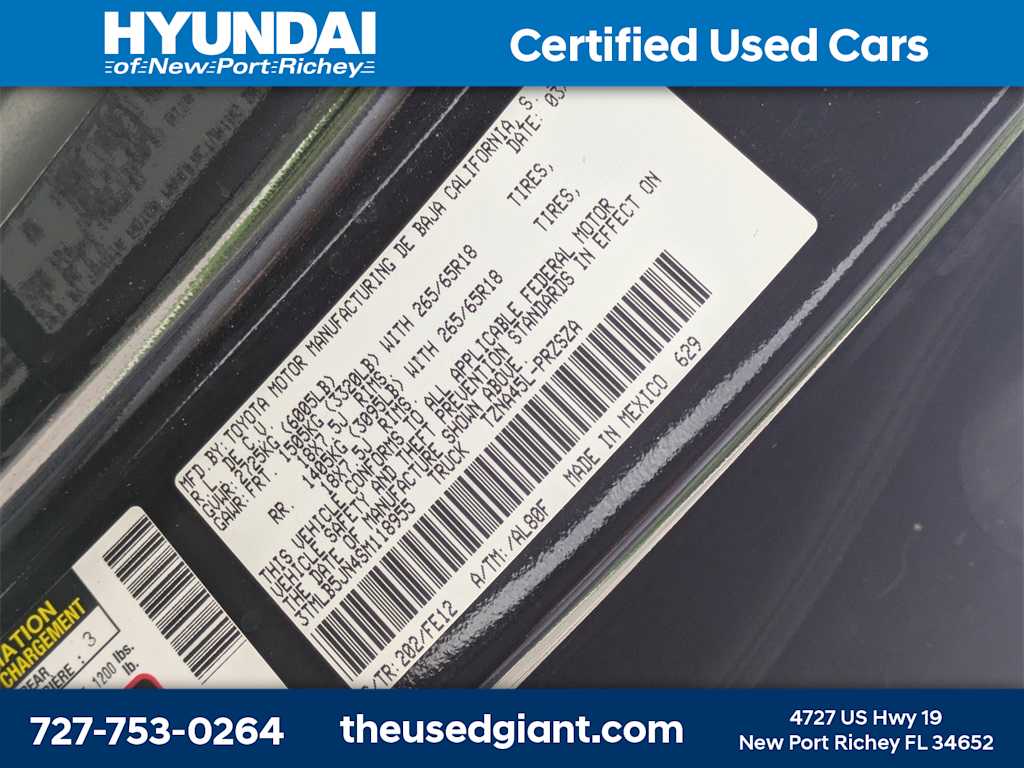 HYUNDAI
of New Port Richey
Certified Used Cars
MFD.BY: TOYOTA MOTOR MANUFACTURING DE BAJA CALIFORNIA,
S. DE R.L. DE C.V.
DATE: 03/
GVWR: 2725KG (6005LB)
GAWR: FRT. 1505KG (3320LB) WITH 265/65R18 TIRES,
18X7.5J RIMS
RR. 1405KG (3095LB) WITH 265/65R18 TIRES,
18X7.5J RIMS
THIS VEHICLE CONFORMS TO ALL APPLICABLE FEDERAL MOTOR
VEHICLE SAFETY AND THEFT PREVENTION STANDARDS IN EFFECT ON
THE DATE OF MANUFACTURE SHOWN ABOVE.
3TMLB5JN4SM118955 TRUCK TZNA45L-PRZSZA
/TR: 202/FE12 A/TM: /AL80F MADE IN MEXICO 629
CHARGEMENT
REAR
3
1200 lbs.
lb.
727-753-0264
theusedgiant.com
4727 US Hwy 19
New Port Richey FL 34652